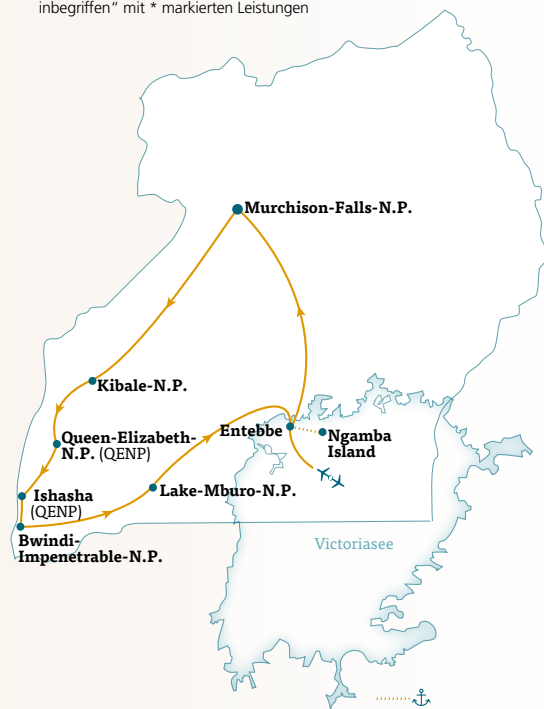 inbegriffen“ mit * markierten Leistungen
Murchison-Falls-N.P.
Kibale-N.P.
Entebbe
Ngamba
Island
Queen-Elizabeth-
N.P. (QENP)
Ishasha
(QENP)
Lake-Mburo-N.P.
Bwindi-
Impenetrable-N.P.
Victoriasee